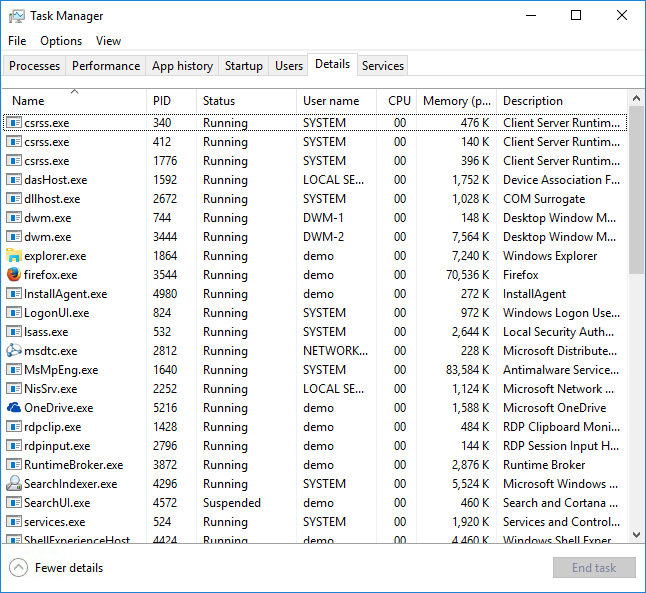 Task Manager
File Options View
Processes Performance App history Startup Users Details Services
Name PID Status User name CPU Memory (p... Description
csrss.exe 340 Running SYSTEM 00 476 K Client Server Runtim...
csrss.exe 412 Running SYSTEM 00 140 K Client Server Runtim...
csrss.exe 1776 Running SYSTEM 00 396 K Client Server Runtim...
dasHost.exe 1592 Running LOCAL SE... 00 1,752 K Device Association F...
dllhost.exe 2672 Running SYSTEM 00 1,028 K COM Surrogate
dwm.exe 744 Running DWM-1 00 148 K Desktop Window M...
dwm.exe 3444 Running DWM-2 00 7,564 K Desktop Window M...
explorer.exe 1864 Running demo 00 7,240 K Windows Explorer
firefox.exe 3544 Running demo 00 70,536 K Firefox
InstallAgent.exe 4980 Running demo 00 272 K InstallAgent
LogonUI.exe 824 Running SYSTEM 00 972 K Windows Logon Use...
lsass.exe 532 Running SYSTEM 00 2,644 K Local Security Auth...
msdtc.exe 2812 Running NETWORK... 00 228 K Microsoft Distribute...
MsMpEng.exe 1640 Running SYSTEM 00 83,584 K Antimalware Service...
NisSrv.exe 2252 Running LOCAL SE... 00 1,124 K Microsoft Network ...
OneDrive.exe 5216 Running demo 00 1,588 K Microsoft OneDrive
rdpclip.exe 1428 Running demo 00 484 K RDP Clipboard Moni...
rdpinput.exe 2796 Running demo 00 144 K RDP Session Input H...
RuntimeBroker.exe 3872 Running demo 00 2,876 K Runtime Broker
SearchIndexer.exe 4296 Running SYSTEM 00 5,524 K Microsoft Windows ...
SearchUI.exe 4572 Suspended demo 00 460 K Search and Cortana ...
services.exe 524 Running SYSTEM 00 1,920 K Services and Control...
ShellExperienceHost 4424 Running demo 00 4,460 K Windows Shell Exper
Fewer details End task